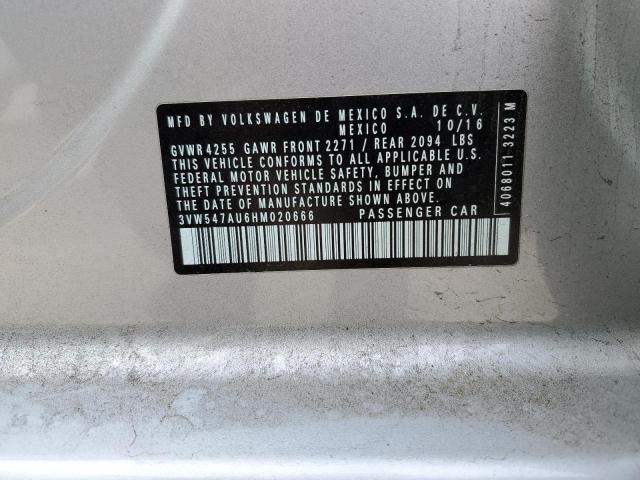 MFD BY VOLKSWAGEN DE MEXICO S.A. DE C.V.
MEXICO 10/16
GVWR 4255 GAWR FRONT 2271 / REAR 2094 LBS
THIS VEHICLE CONFORMS TO ALL APPLICABLE U.S.
FEDERAL MOTOR VEHICLE SAFETY, BUMPER AND
THEFT PREVENTION STANDARDS IN EFFECT ON
THE DATE OF MANUFACTURE SHOWN ABOVE.
3VW547AU6HM020666 PASSENGER CAR
4068011 3223 M